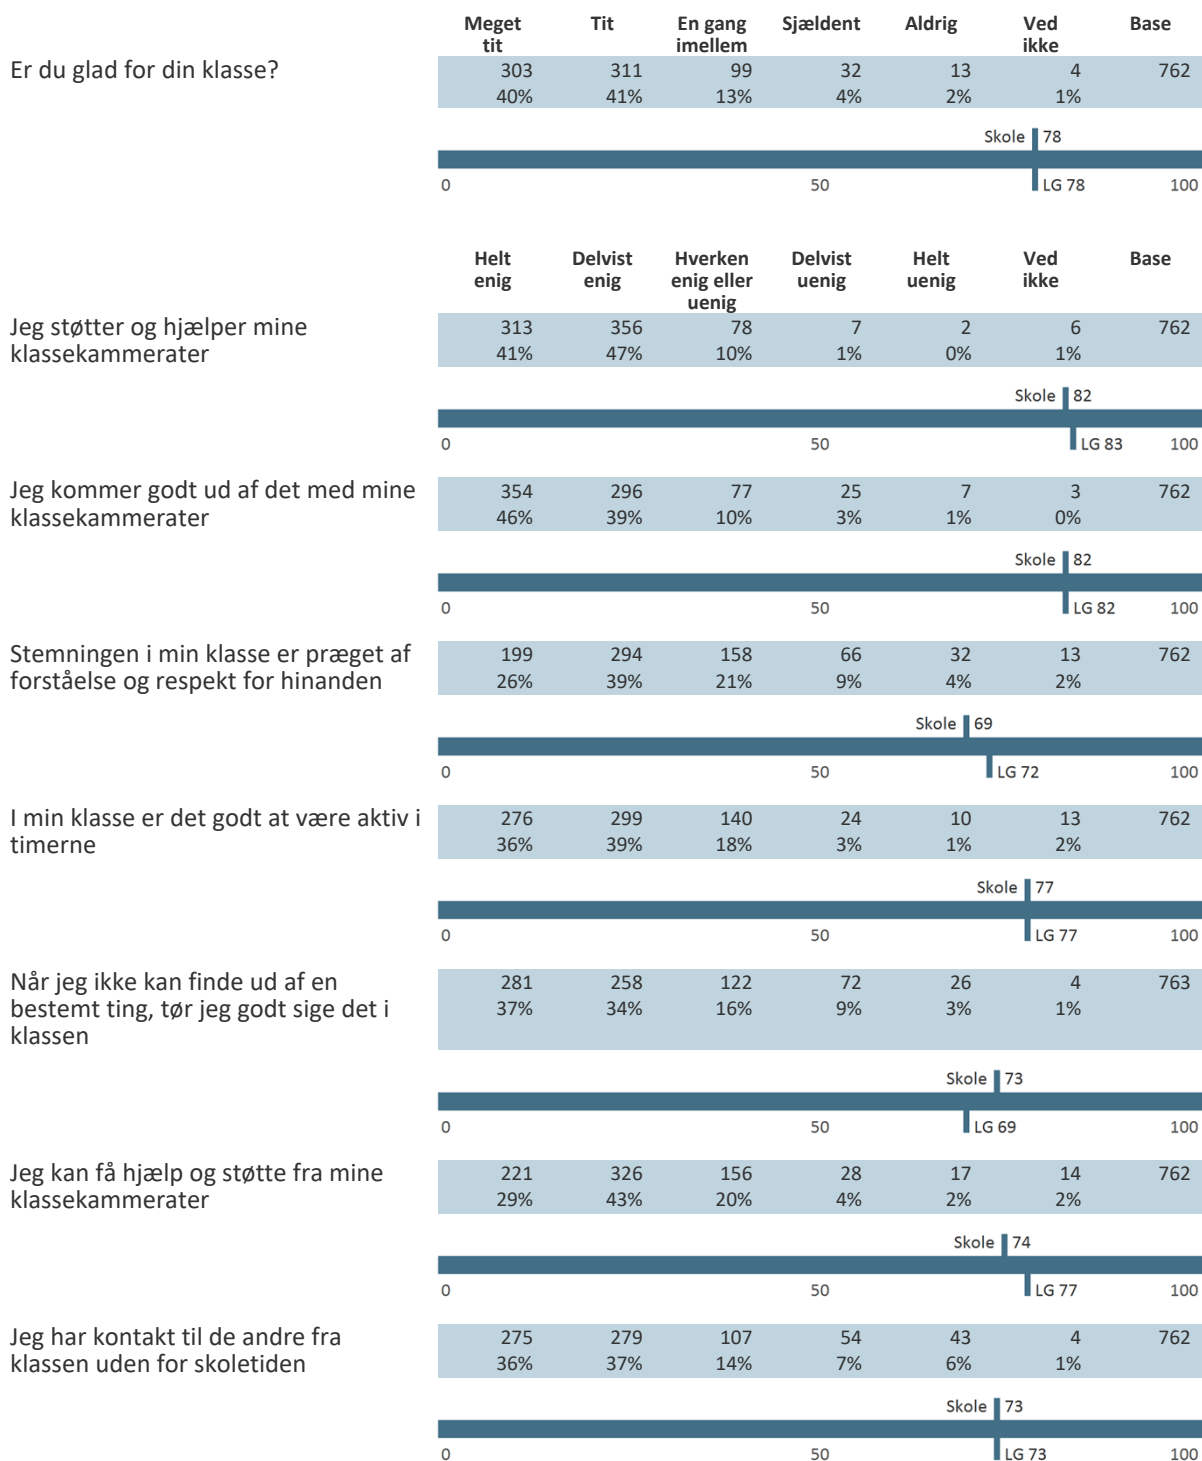 Meget tit Tit En gang imellem Sjældent Aldrig Ved ikke Base
Er du glad for din klasse? 303 311 99 32 13 4 762
40% 41% 13% 4% 2% 1%
Skole 78
0 50 LG 78 100
Helt enig Delvist enig Hverken enig eller uenig Delvist uenig Helt uenig Ved ikke Base
Jeg støtter og hjælper mine 313 356 78 7 2 6 762
klassekammerater 41% 47% 10% 1% 0% 1%
Skole 82
0 50 LG 83 100
Jeg kommer godt ud af det med mine 354 296 77 25 7 3 762
klassekammerater 46% 39% 10% 3% 1% 0%
Skole 82
0 50 LG 82 100
Stemningen i min klasse er præget af 199 294 158 66 32 13 762
forståelse og respekt for hinanden 26% 39% 21% 9% 4% 2%
Skole 69
0 50 LG 72 100
I min klasse er det godt at være aktiv i 276 299 140 24 10 13 762
timerne 36% 39% 18% 3% 1% 2%
Skole 77
0 50 LG 77 100
Når jeg ikke kan finde ud af en 281 258 122 72 26 4 763
bestemt ting, tør jeg godt sige det i 37% 34% 16% 9% 3% 1%
klassen
Skole 73
0 50 LG 69 100
Jeg kan få hjælp og støtte fra mine 221 326 156 28 17 14 762
klassekammerater 29% 43% 20% 4% 2% 2%
Skole 74
0 50 LG 77 100
Jeg har kontakt til de andre fra 275 279 107 54 43 4 762
klassen uden for skoletiden 36% 37% 14% 7% 6% 1%
Skole 73
0 50 LG 73 100